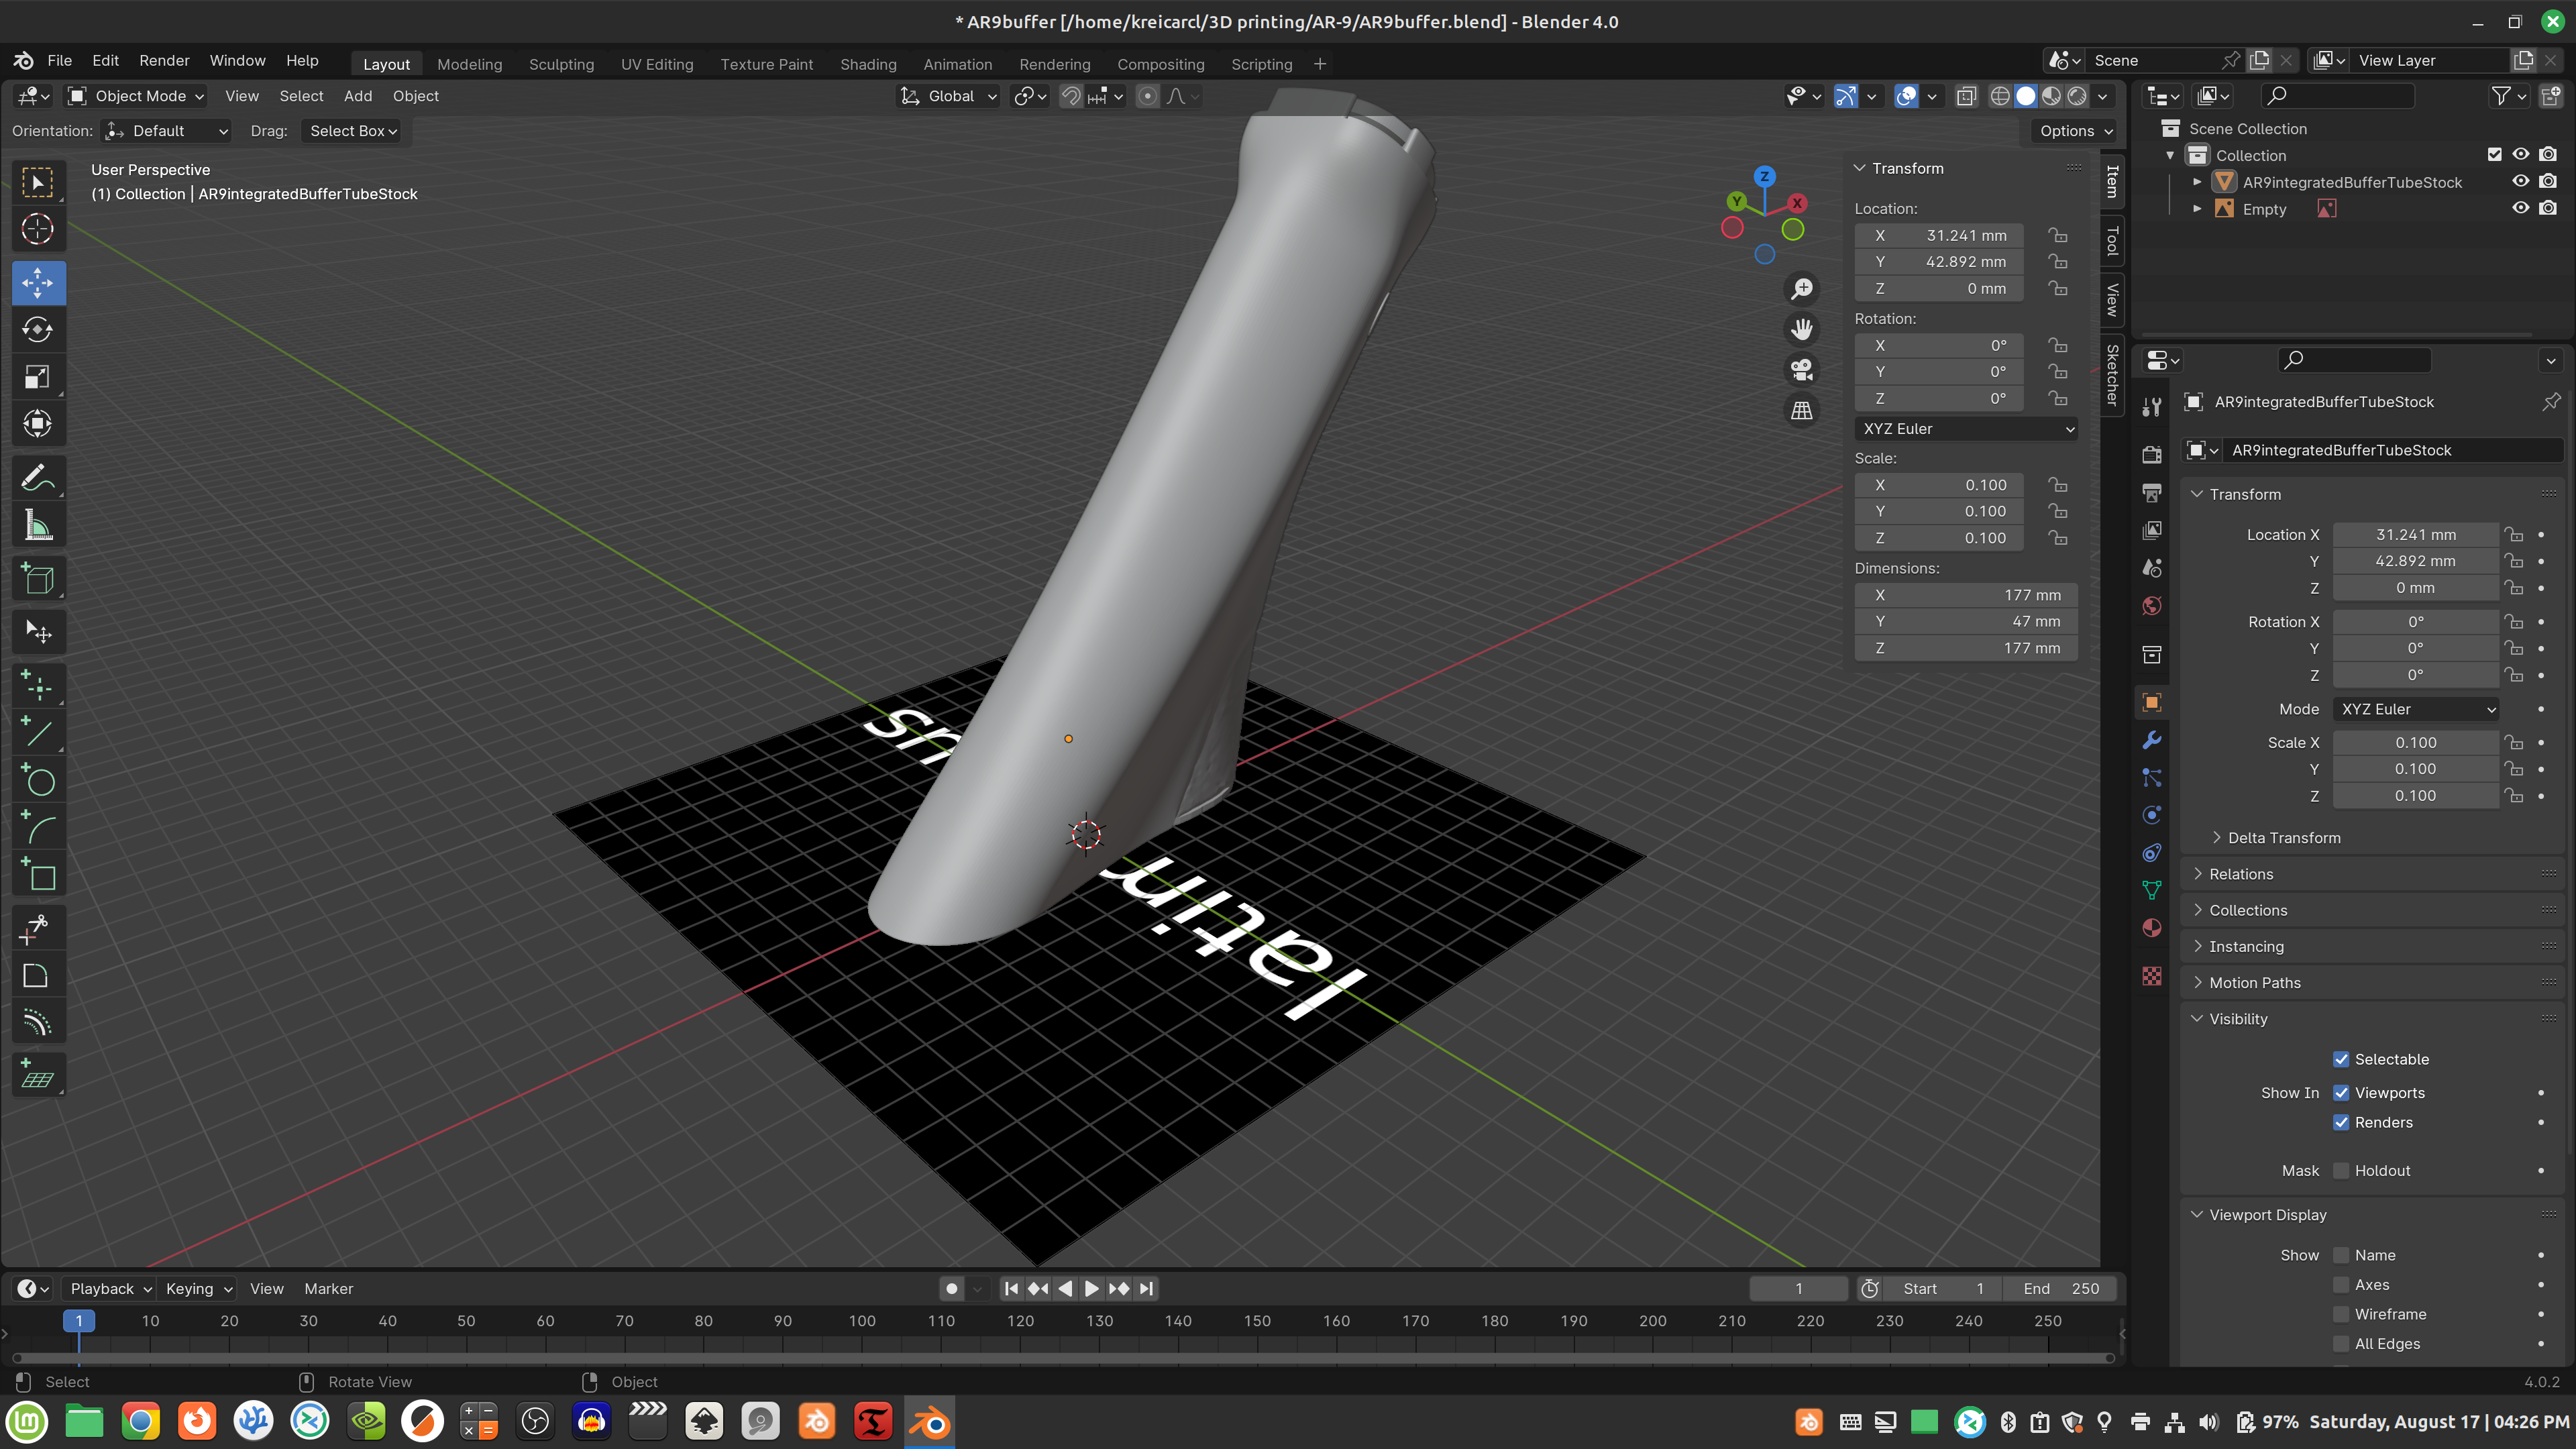 * AR9buffer [/home/kreicarcl/3D printing/AR-9/AR9buffer.blend] - Blender 4.0
File Edit Render Window Help Layout Modeling Sculpting UV Editing Texture Paint Shading Animation Rendering Compositing Scripting + Scene View Layer
Object Mode View Select Add Object Global
Orientation: Default Drag: Select Box Options
User Perspective
(1) Collection | AR9integratedBufferTubeStock
Z
Y
X
Transform
Location:
X 31.241 mm
Y 42.892 mm
Z 0 mm
Rotation:
X 0°
Y 0°
Z 0°
XYZ Euler
Scale:
X 0.100
Y 0.100
Z 0.100
Dimensions:
X 177 mm
Y 47 mm
Z 177 mm
Item
Tool
View
Sketcher
Scene Collection
Collection
AR9integratedBufferTubeStock
Empty
AR9integratedBufferTubeStock
AR9integratedBufferTubeStock
Transform
Location X 31.241 mm
Y 42.892 mm
Z 0 mm
Rotation X 0°
Y 0°
Z 0°
Mode XYZ Euler
Scale X 0.100
Y 0.100
Z 0.100
Delta Transform
Relations
Collections
Instancing
Motion Paths
Visibility
Selectable
Show In Viewports
Renders
Mask Holdout
Viewport Display
Show Name
Axes
Wireframe
All Edges
Playback Keying View Marker 1 Start 1 End 250
1 10 20 30 40 50 60 70 80 90 100 110 120 130 140 150 160 170 180 190 200 210 220 230 240 250
Select Rotate View Object 4.0.2
97% Saturday, August 17 | 04:26 PM